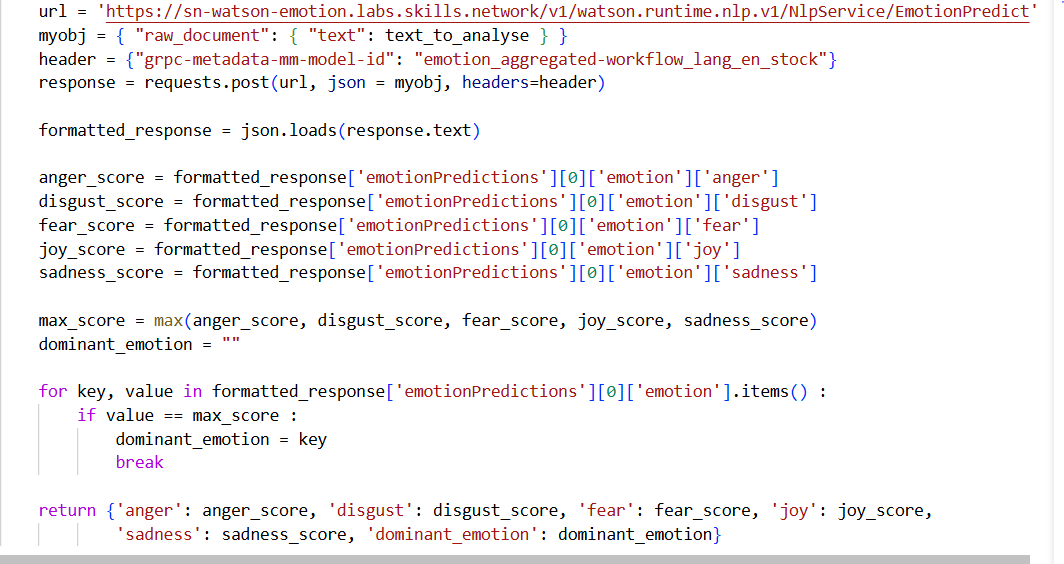 url = 'https://sn-watson-emotion.labs.skills.network/v1/watson.runtime.nlp.v1/NlpService/EmotionPredict'
myobj = { "raw_document": { "text": text_to_analyse } }
header = {"grpc-metadata-mm-model-id": "emotion_aggregated-workflow_lang_en_stock"}
response = requests.post(url, json = myobj, headers=header)

formatted_response = json.loads(response.text)

anger_score = formatted_response['emotionPredictions'][0]['emotion']['anger']
disgust_score = formatted_response['emotionPredictions'][0]['emotion']['disgust']
fear_score = formatted_response['emotionPredictions'][0]['emotion']['fear']
joy_score = formatted_response['emotionPredictions'][0]['emotion']['joy']
sadness_score = formatted_response['emotionPredictions'][0]['emotion']['sadness']

max_score = max(anger_score, disgust_score, fear_score, joy_score, sadness_score)
dominant_emotion = ""

for key, value in formatted_response['emotionPredictions'][0]['emotion'].items() :
    if value == max_score :
        dominant_emotion = key
        break

return {'anger': anger_score, 'disgust': disgust_score, 'fear': fear_score, 'joy': joy_score,
        'sadness': sadness_score, 'dominant_emotion': dominant_emotion}